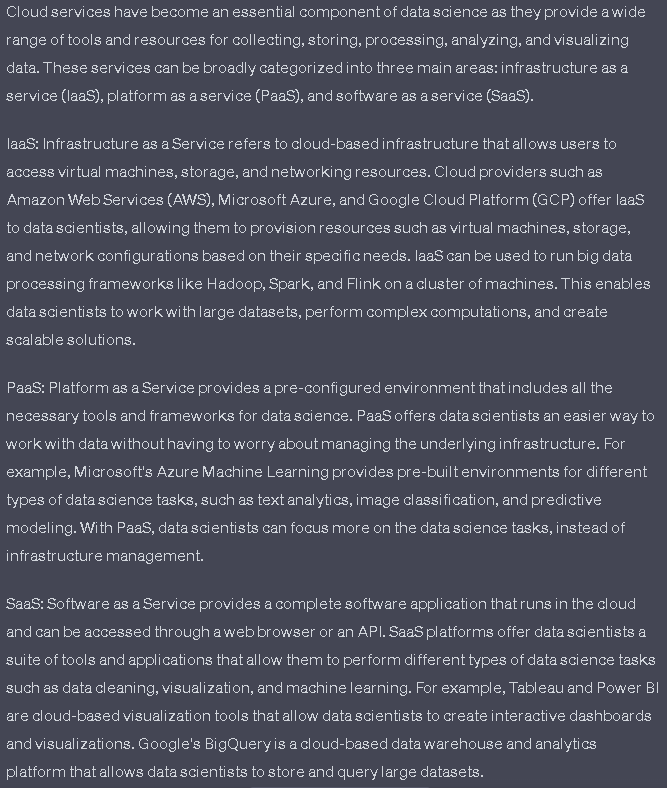 Cloud services have become an essential component of data science as they provide a wide
range of tools and resources for collecting, storing, processing, analyzing, and visualizing
data. These services can be broadly categorized into three main areas: infrastructure as a
service (IaaS), platform as a service (PaaS), and software as a service (SaaS).
IaaS: Infrastructure as a Service refers to cloud-based infrastructure that allows users to
access virtual machines, storage, and networking resources. Cloud providers such as
Amazon Web Services (AWS), Microsoft Azure, and Google Cloud Platform (GCP) offer IaaS
to data scientists, allowing them to provision resources such as virtual machines, storage,
and network configurations based on their specific needs. IaaS can be used to run big data
processing frameworks like Hadoop, Spark, and Flink on a cluster of machines. This enables
data scientists to work with large datasets, perform complex computations, and create
scalable solutions.
PaaS: Platform as a Service provides a pre-configured environment that includes all the
necessary tools and frameworks for data science. PaaS offers data scientists an easier way to
work with data without having to worry about managing the underlying infrastructure. For
example, Microsoft's Azure Machine Learning provides pre-built environments for different
types of data science tasks, such as text analytics, image classification, and predictive
modeling. With PaaS, data scientists can focus more on the data science tasks, instead of
infrastructure management.
SaaS: Software as a Service provides a complete software application that runs in the cloud
and can be accessed through a web browser or an API. SaaS platforms offer data scientists a
suite of tools and applications that allow them to perform different types of data science tasks
such as data cleaning, visualization, and machine learning. For example, Tableau and Power BI
are cloud-based visualization tools that allow data scientists to create interactive dashboards
and visualizations. Google's BigQuery is a cloud-based data warehouse and analytics
platform that allows data scientists to store and query large datasets.